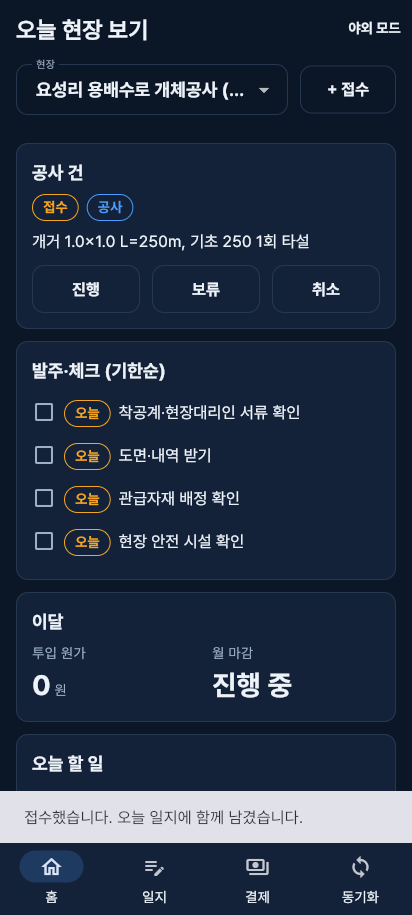 오늘 현장 보기
야외 모드
현장
요성리 용배수로 개체공사 (...
+ 접수
공사 건
접수 공사
개거 1.0×1.0 L=250m, 기초 250 1회 타설
진행 보류 취소
발주·체크 (기한순)
오늘 착공계·현장대리인 서류 확인
오늘 도면·내역 받기
오늘 관급자재 배정 확인
오늘 현장 안전 시설 확인
이달
투입 원가 월 마감
0 원 진행 중
오늘 할 일
접수했습니다. 오늘 일지에 함께 남겼습니다.
홈 일지 결제 동기화